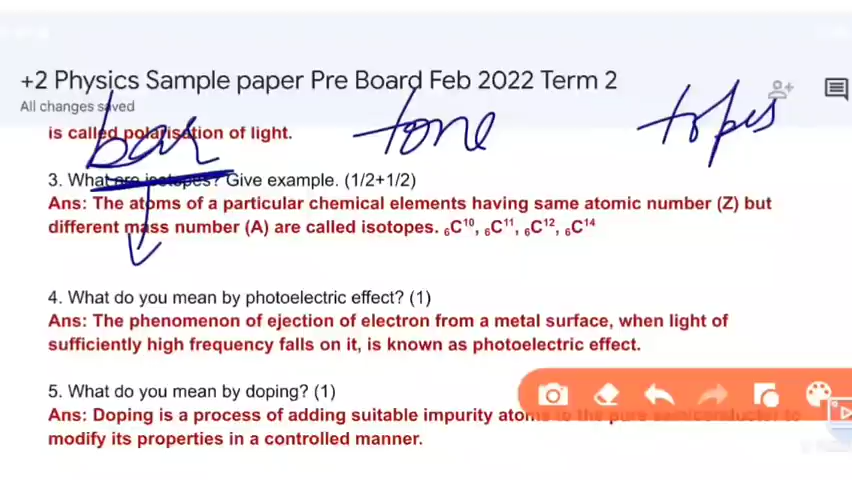 +2 Physics Sample paper Pre Board Feb 2022 Term 2
All changes saved
is called polarisation of light.
bar tone topes
3. What are isotopes? Give example. (1/2+1/2)
Ans: The atoms of a particular chemical elements having same atomic number (Z) but
different mass number (A) are called isotopes. ₆C¹⁰, ₆C¹¹, ₆C¹², ₆C¹⁴
4. What do you mean by photoelectric effect? (1)
Ans: The phenomenon of ejection of electron from a metal surface, when light of
sufficiently high frequency falls on it, is known as photoelectric effect.
5. What do you mean by doping? (1)
Ans: Doping is a process of adding suitable impurity atoms to the pure semiconductor to
modify its properties in a controlled manner.